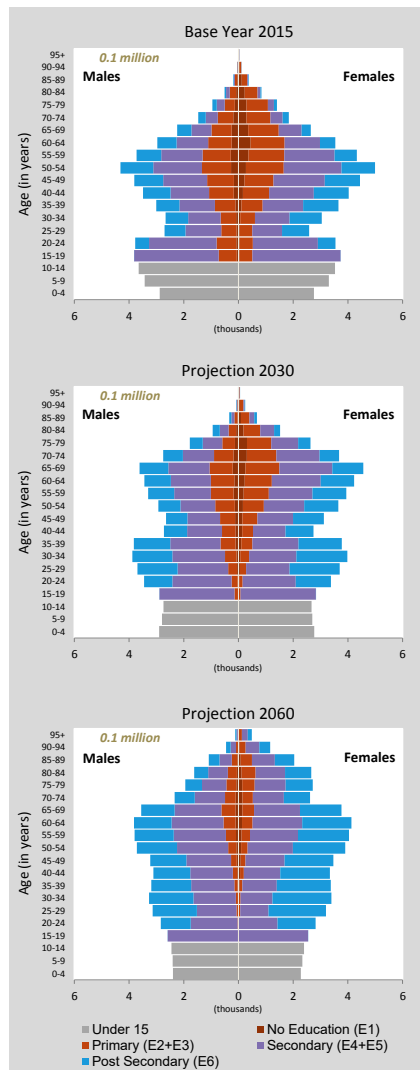 Base Year 2015
0.1 million
Males
Females
Age (in years)
95+
90-94
85-89
80-84
75-79
70-74
65-69
60-64
55-59
50-54
45-49
40-44
35-39
30-34
25-29
20-24
15-19
10-14
5-9
0-4
6 4 2 0 2 4 6
(thousands)
Projection 2030
0.1 million
Males
Females
Age (in years)
95+
90-94
85-89
80-84
75-79
70-74
65-69
60-64
55-59
50-54
45-49
40-44
35-39
30-34
25-29
20-24
15-19
10-14
5-9
0-4
6 4 2 0 2 4 6
(thousands)
Projection 2060
0.1 million
Males
Females
Age (in years)
95+
90-94
85-89
80-84
75-79
70-74
65-69
60-64
55-59
50-54
45-49
40-44
35-39
30-34
25-29
20-24
15-19
10-14
5-9
0-4
6 4 2 0 2 4 6
(thousands)
Under 15
No Education (E1)
Primary (E2+E3)
Secondary (E4+E5)
Post Secondary (E6)